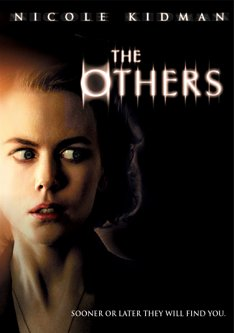 NICOLE KIDMAN
THE
OTHERS
SOONER OR LATER THEY WILL FIND YOU.